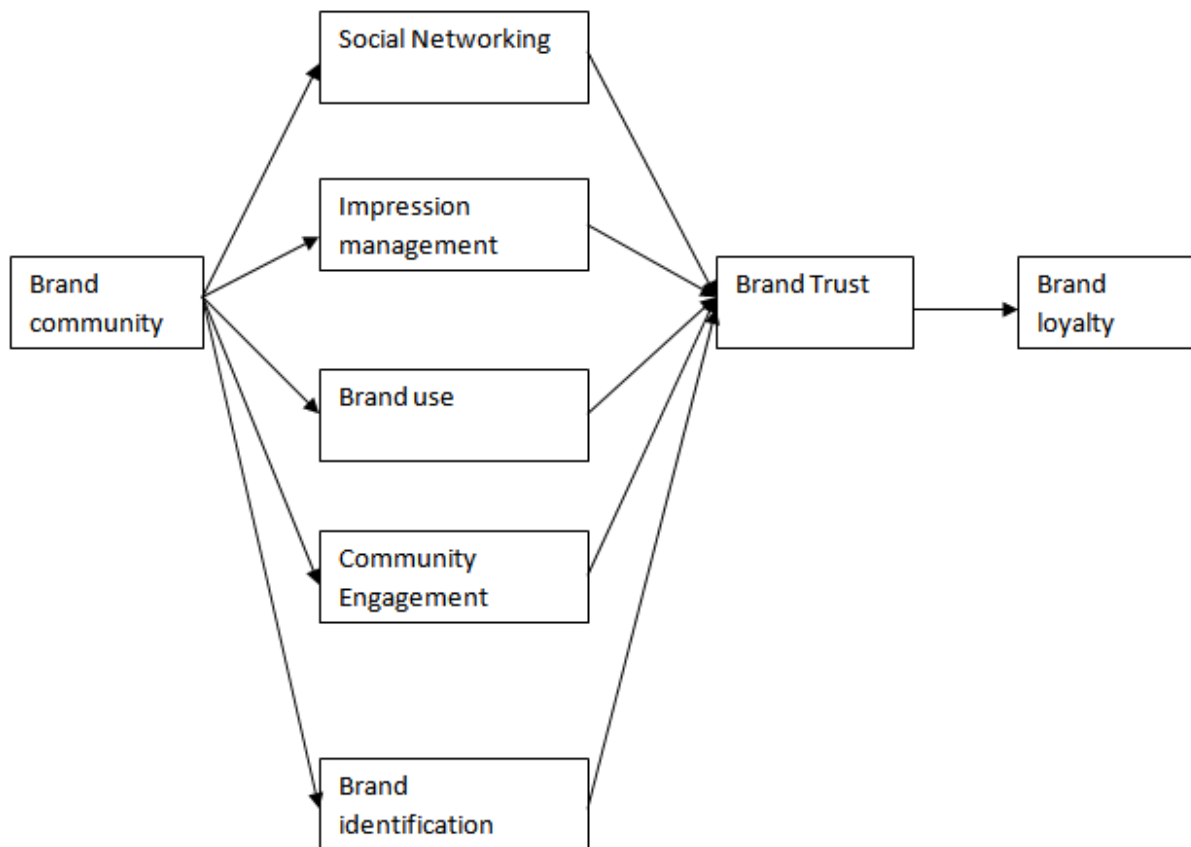 Social Networking
Impression
management
Brand
community
Brand Trust
Brand
loyalty
Brand use
Community
Engagement
Brand
identification